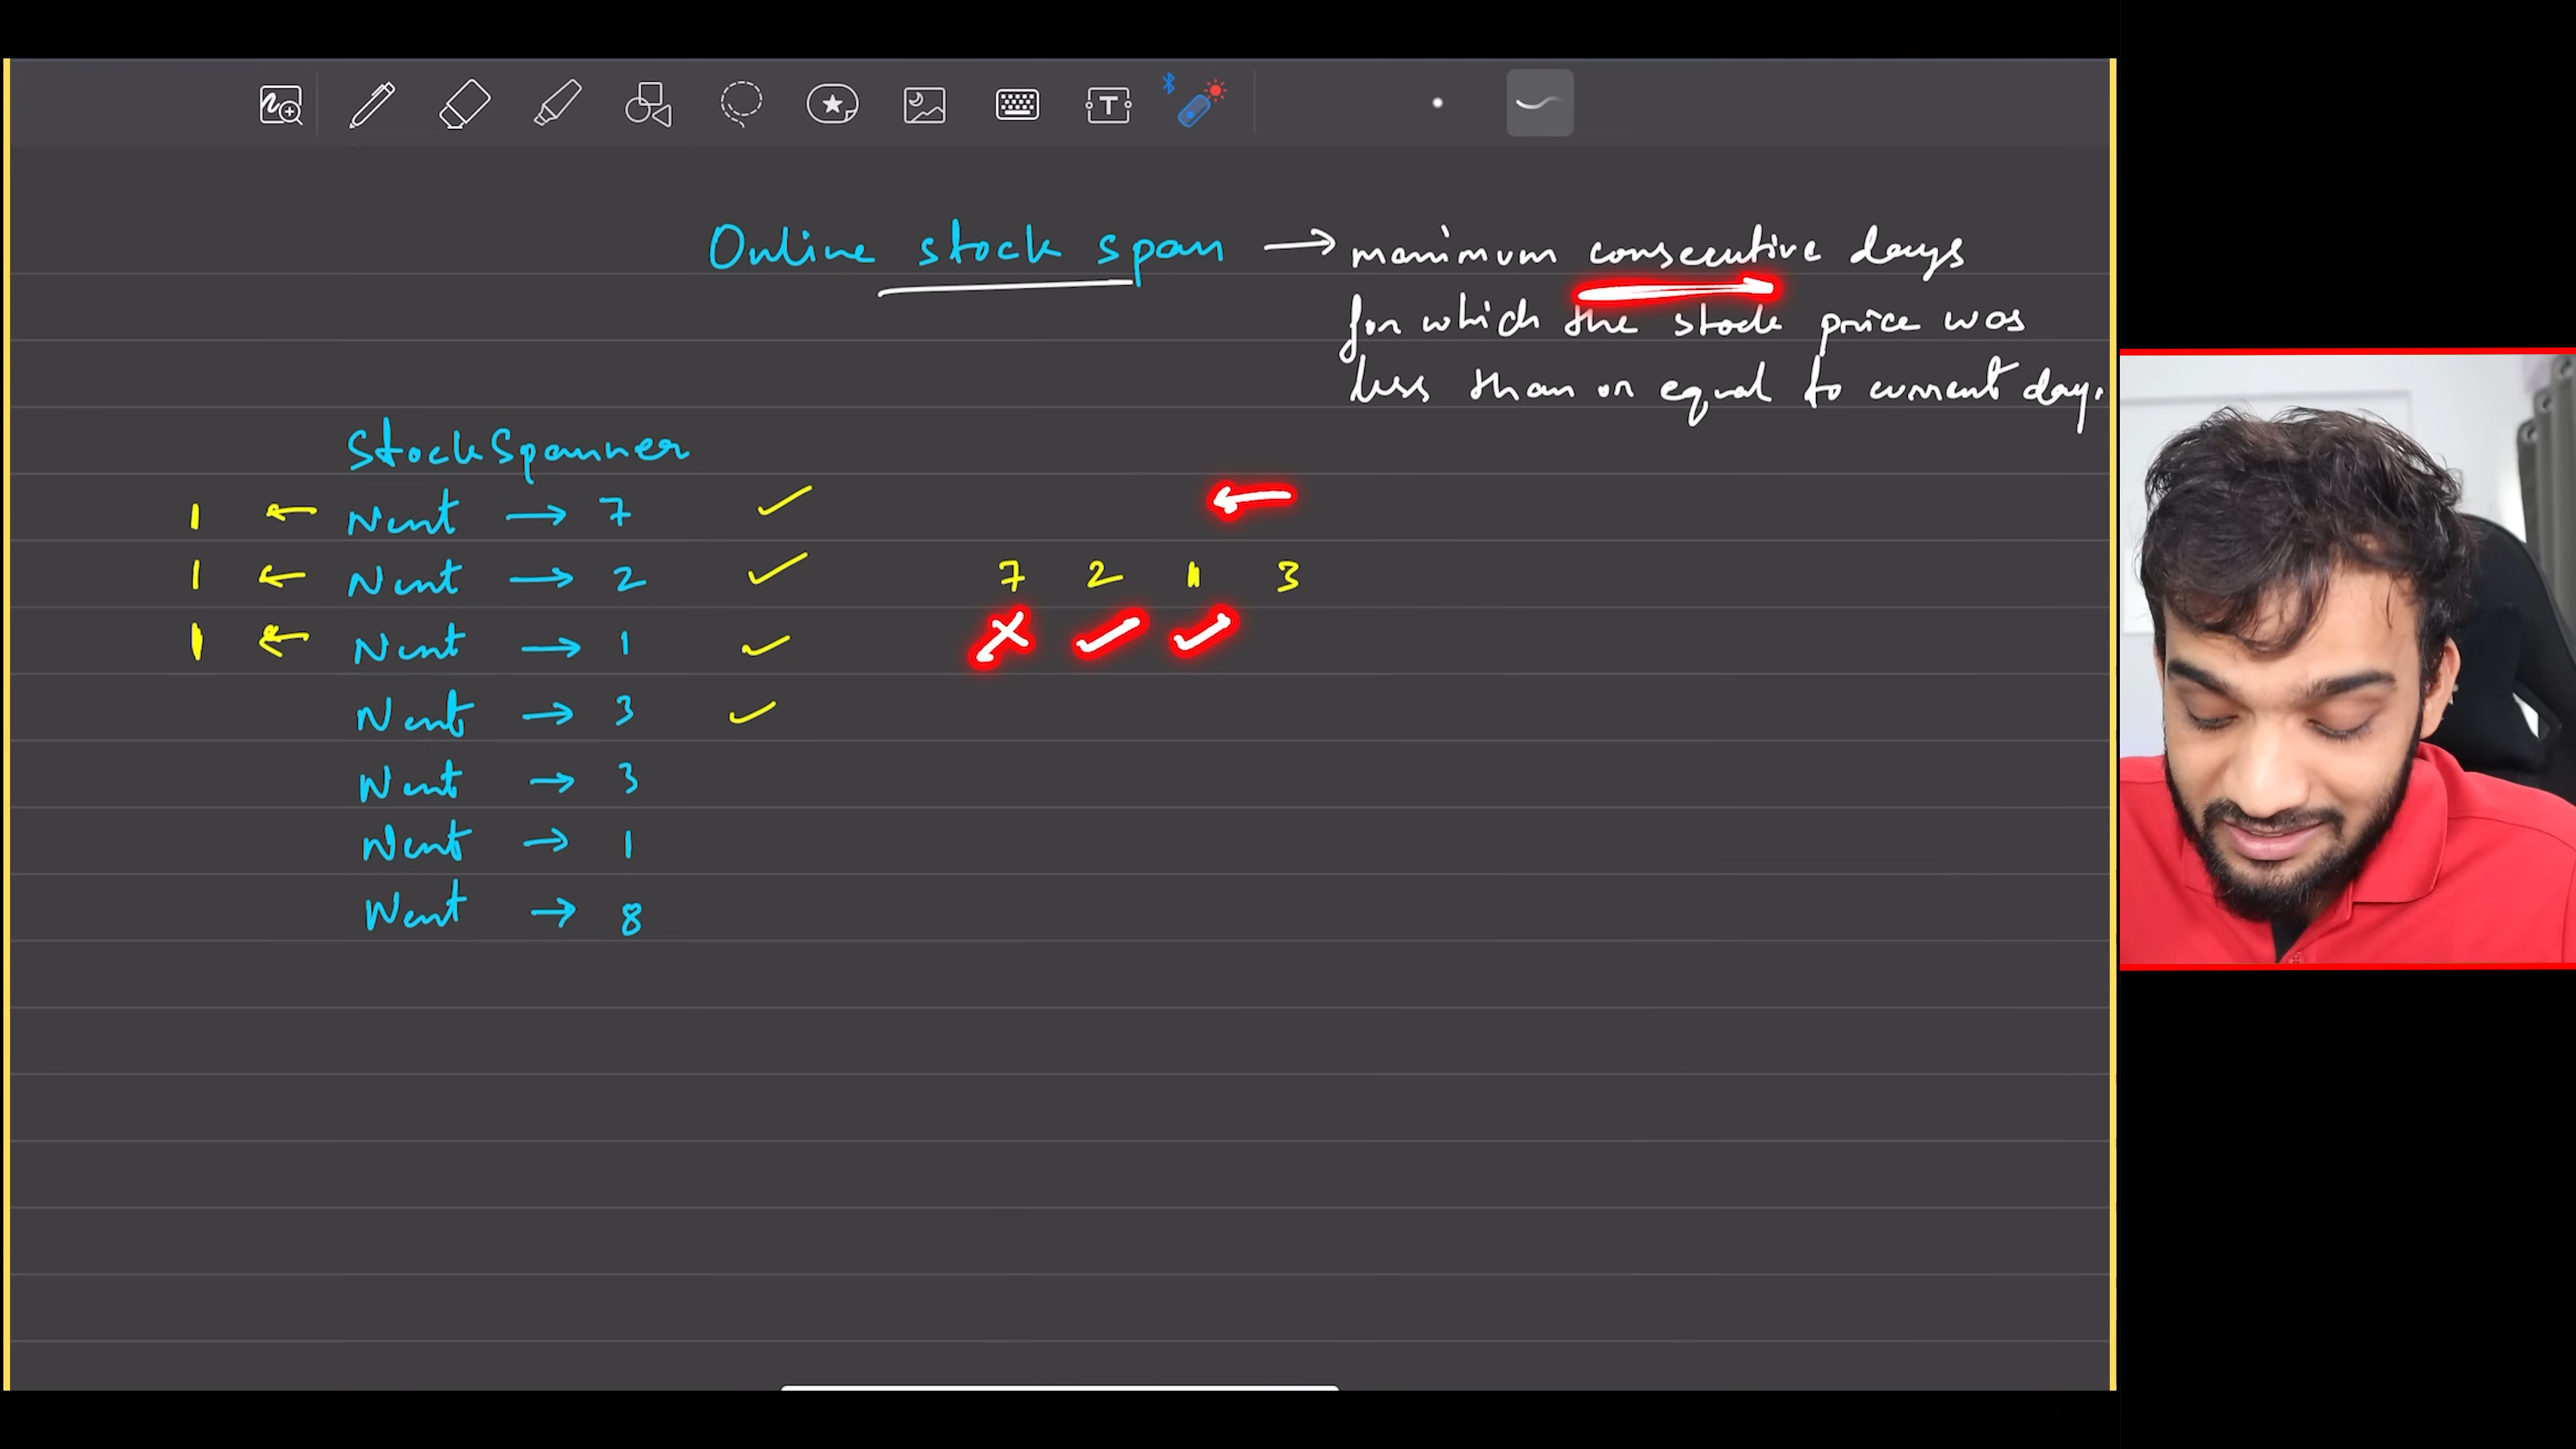 Online stock span → maximum consecutive days
for which the stock price was
less than or equal to current day.
StockSpanner
1 ← Next → 7 ✓
1 ← Next → 2 ✓
1 ← Next → 1 ✓
Next → 3 ✓
Next → 3
Next → 1
Next → 8
←
7 2 1 3
✗ ✓ ✓